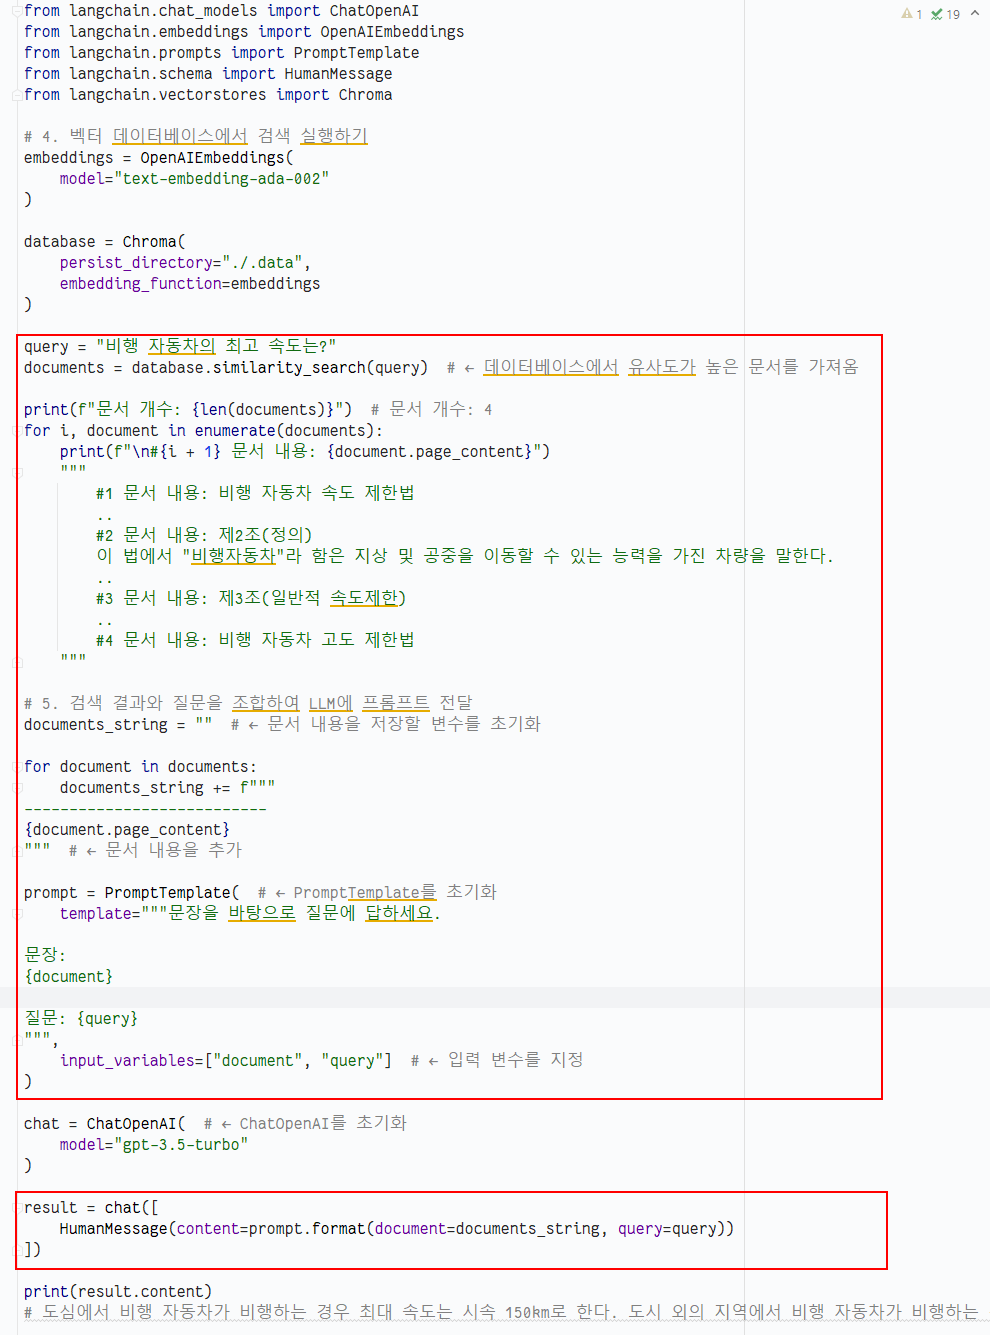 from langchain.chat_models import ChatOpenAI
1 19
from langchain.embeddings import OpenAIEmbeddings
from langchain.prompts import PromptTemplate
from langchain.schema import HumanMessage
from langchain.vectorstores import Chroma
# 4. 벡터 데이터베이스에서 검색 실행하기
embeddings = OpenAIEmbeddings(
    model="text-embedding-ada-002"
)
database = Chroma(
    persist_directory="./.data",
    embedding_function=embeddings
)
query = "비행 자동차의 최고 속도는?"
documents = database.similarity_search(query)  # ← 데이터베이스에서 유사도가 높은 문서를 가져옴
print(f"문서 개수: {len(documents)}")  # 문서 개수: 4
for i, document in enumerate(documents):
    print(f"\n#{i + 1} 문서 내용: {document.page_content}")
    """
        #1 문서 내용: 비행 자동차 속도 제한법
        ..
        #2 문서 내용: 제2조(정의)
        이 법에서 "비행자동차"라 함은 지상 및 공중을 이동할 수 있는 능력을 가진 차량을 말한다.
        ..
        #3 문서 내용: 제3조(일반적 속도제한)
        ..
        #4 문서 내용: 비행 자동차 고도 제한법
    """
# 5. 검색 결과와 질문을 조합하여 LLM에 프롬프트 전달
documents_string = ""  # ← 문서 내용을 저장할 변수를 초기화
for document in documents:
    documents_string += f"""
---------------------------
{document.page_content}
"""  # ← 문서 내용을 추가
prompt = PromptTemplate(  # ← PromptTemplate를 초기화
    template="""문장을 바탕으로 질문에 답하세요.
문장:
{document}
질문: {query}
""",
    input_variables=["document", "query"]  # ← 입력 변수를 지정
)
chat = ChatOpenAI(  # ← ChatOpenAI를 초기화
    model="gpt-3.5-turbo"
)
result = chat([
    HumanMessage(content=prompt.format(document=documents_string, query=query))
])
print(result.content)
# 도심에서 비행 자동차가 비행하는 경우 최대 속도는 시속 150km로 한다. 도시 외의 지역에서 비행 자동차가 비행하는